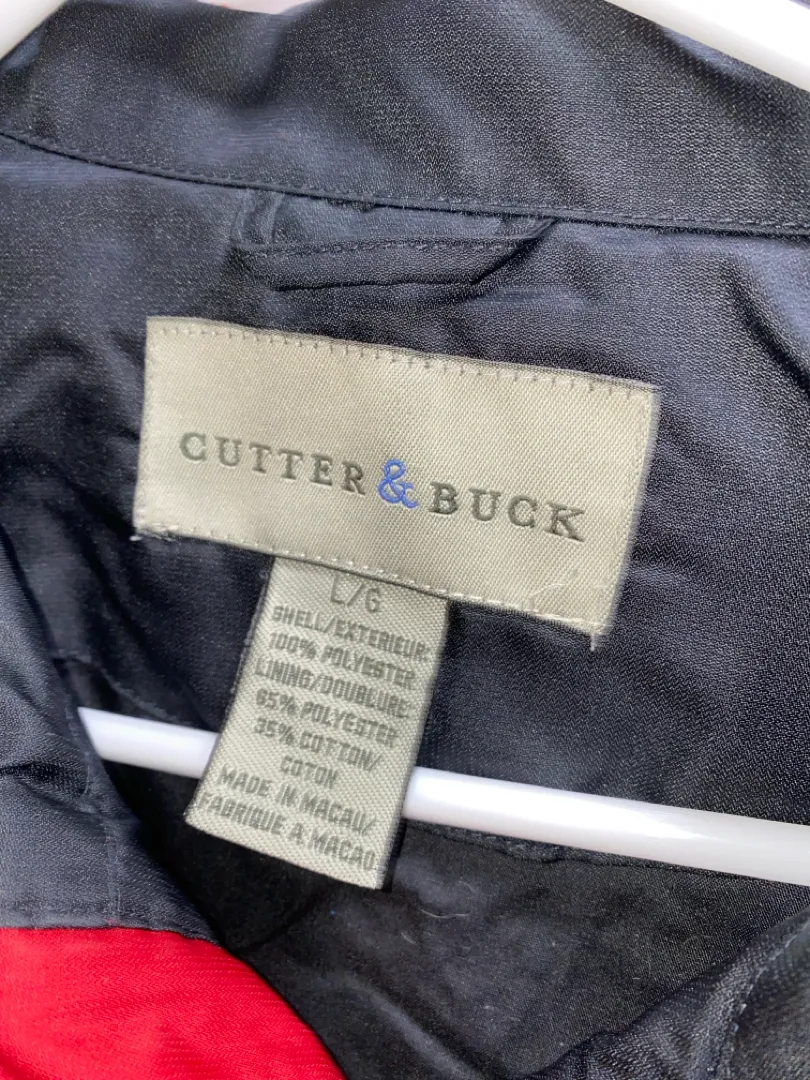 CUTTER & BUCK
L/G
SHELL/EXTERIEUR:
100% POLYESTER
LINING/DOUBLURE:
65% POLYESTER
35% COTTON/
COTON
MADE IN MACAU/
FABRIQUE A MACAO